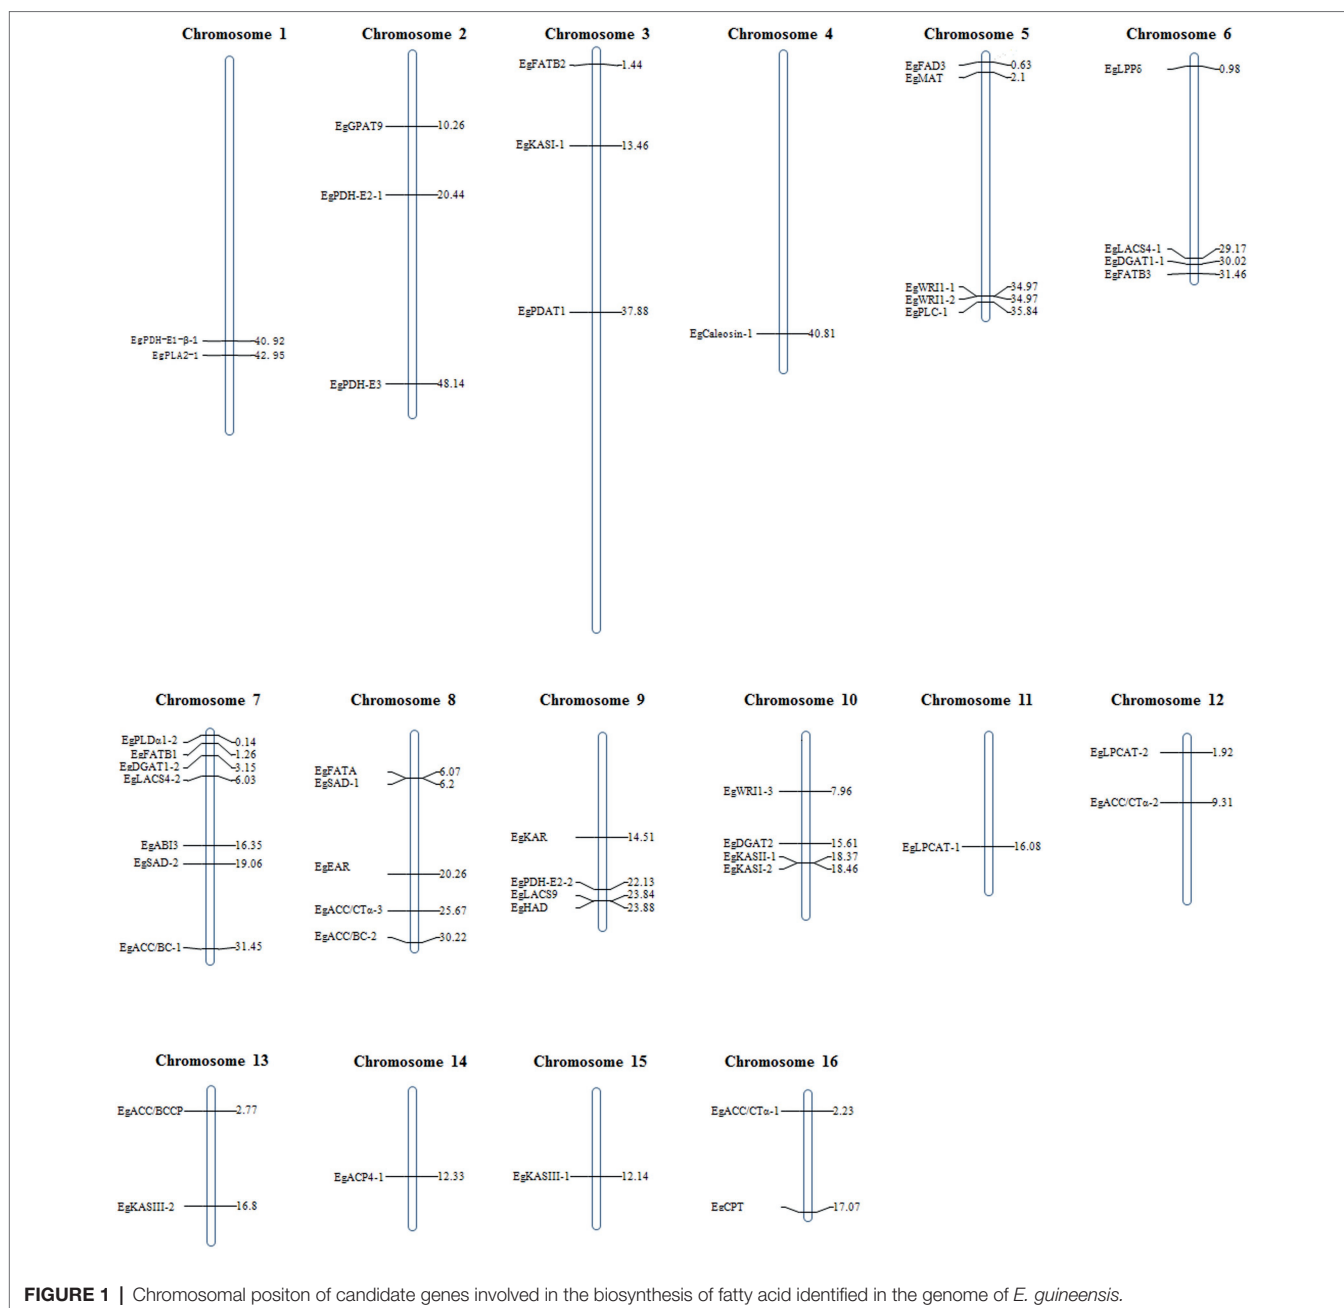 Chromosome 1
EgPDH-E1-β-1 40.92
EgPLA2-1 42.95
Chromosome 2
EgGPAT9 10.26
EgPDH-E2-1 20.44
EgPDH-E3 48.14
Chromosome 3
EgFATB2 1.44
EgKASI-1 13.46
EgPDAT1 37.88
Chromosome 4
EgCaleosin-1 40.81
Chromosome 5
EgFAD3 0.63
EgMAT 2.1
EgWRI1-1 34.97
EgWRI1-2 34.97
EgPLC-1 35.84
Chromosome 6
EgLPPδ 0.98
EgLACS4-1 29.17
EgDGAT1-1 30.02
EgFATB3 31.46
Chromosome 7
EgPLDα1-2 0.14
EgFATB1 1.26
EgDGAT1-2 3.15
EgLACS4-2 6.03
EgABI3 16.35
EgSAD-2 19.06
EgACC/BC-1 31.45
Chromosome 8
EgFATA 6.07
EgSAD-1 6.2
EgEAR 20.26
EgACC/CTα-3 25.67
EgACC/BC-2 30.22
Chromosome 9
EgKAR 14.51
EgPDH-E2-2 22.13
EgLACS9 23.84
EgHAD 23.88
Chromosome 10
EgWRI1-3 7.96
EgDGAT2 15.61
EgKASII-1 18.37
EgKASI-2 18.46
Chromosome 11
EgLPCAT-1 16.08
Chromosome 12
EgLPCAT-2 1.92
EgACC/CTα-2 9.31
Chromosome 13
EgACC/BCCP 2.77
EgKASIII-2 16.8
Chromosome 14
EgACP4-1 12.33
Chromosome 15
EgKASIII-1 12.14
Chromosome 16
EgACC/CTα-1 2.23
EgCPT 17.07
FIGURE 1 | Chromosomal positon of candidate genes involved in the biosynthesis of fatty acid identified in the genome of E. guineensis.